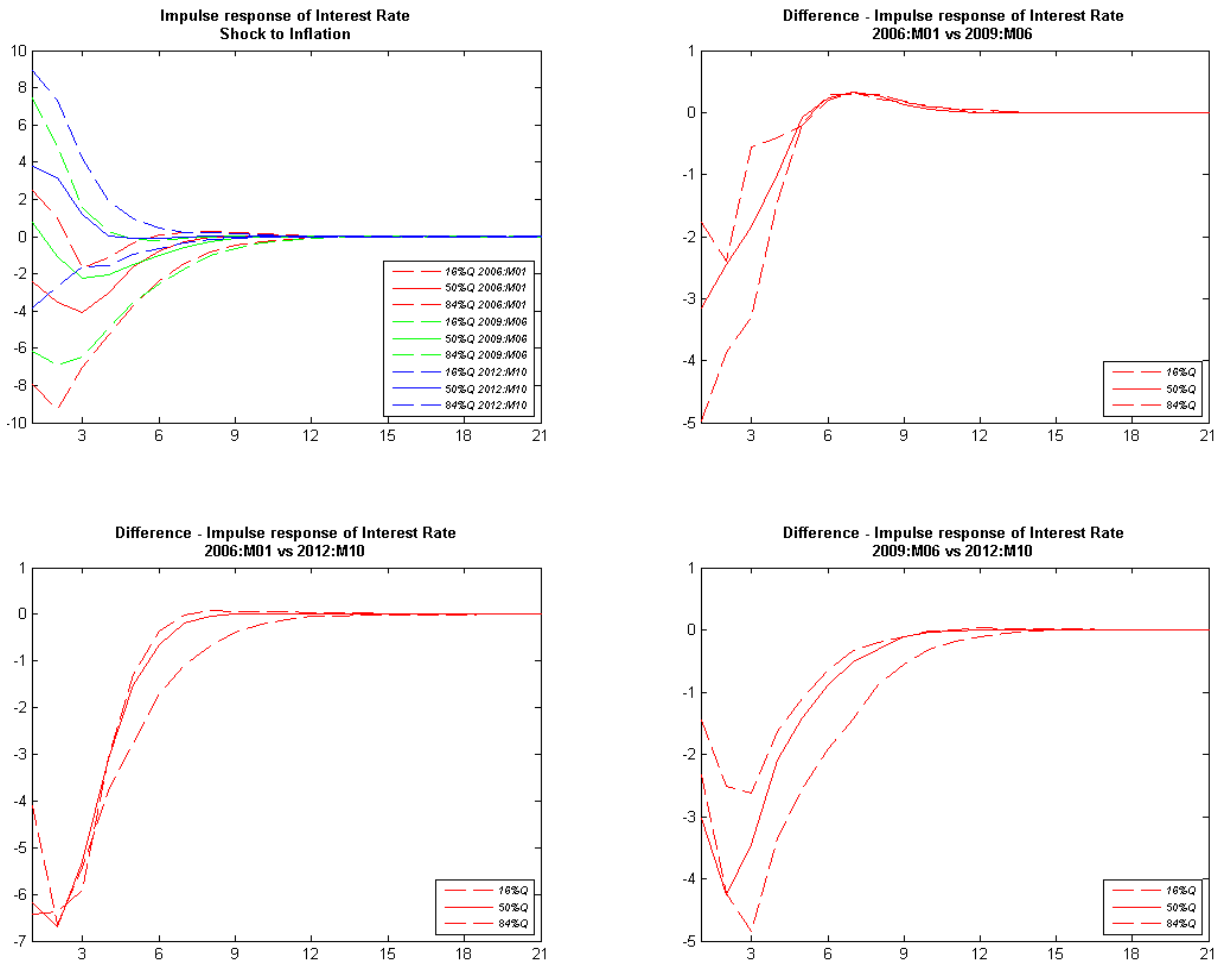 Impulse response of Interest Rate
Shock to Inflation
10
8
6
4
2
0
-2
-4
-6
-8
-10
3
6
9
12
15
18
21
16%Q 2006:M01
50%Q 2006:M01
84%Q 2006:M01
16%Q 2009:M06
50%Q 2009:M06
84%Q 2009:M06
16%Q 2012:M10
50%Q 2012:M10
84%Q 2012:M10
Difference - Impulse response of Interest Rate
2006:M01 vs 2009:M06
1
0
-1
-2
-3
-4
-5
3
6
9
12
15
18
21
16%Q
50%Q
84%Q
Difference - Impulse response of Interest Rate
2006:M01 vs 2012:M10
1
0
-1
-2
-3
-4
-5
-6
-7
3
6
9
12
15
18
21
16%Q
50%Q
84%Q
Difference - Impulse response of Interest Rate
2009:M06 vs 2012:M10
1
0
-1
-2
-3
-4
-5
3
6
9
12
15
18
21
16%Q
50%Q
84%Q